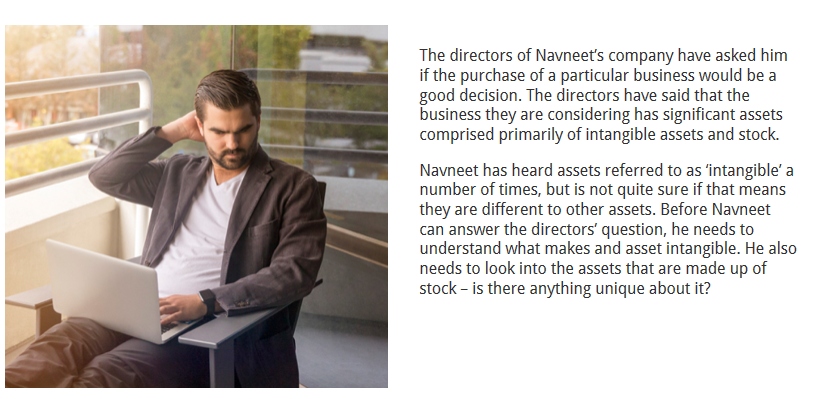 The directors of Navneet’s company have asked him
if the purchase of a particular business would be a
good decision. The directors have said that the
business they are considering has significant assets
comprised primarily of intangible assets and stock.
Navneet has heard assets referred to as ‘intangible’ a
number of times, but is not quite sure if that means
they are different to other assets. Before Navneet
can answer the directors’ question, he needs to
understand what makes and asset intangible. He also
needs to look into the assets that are made up of
stock – is there anything unique about it?